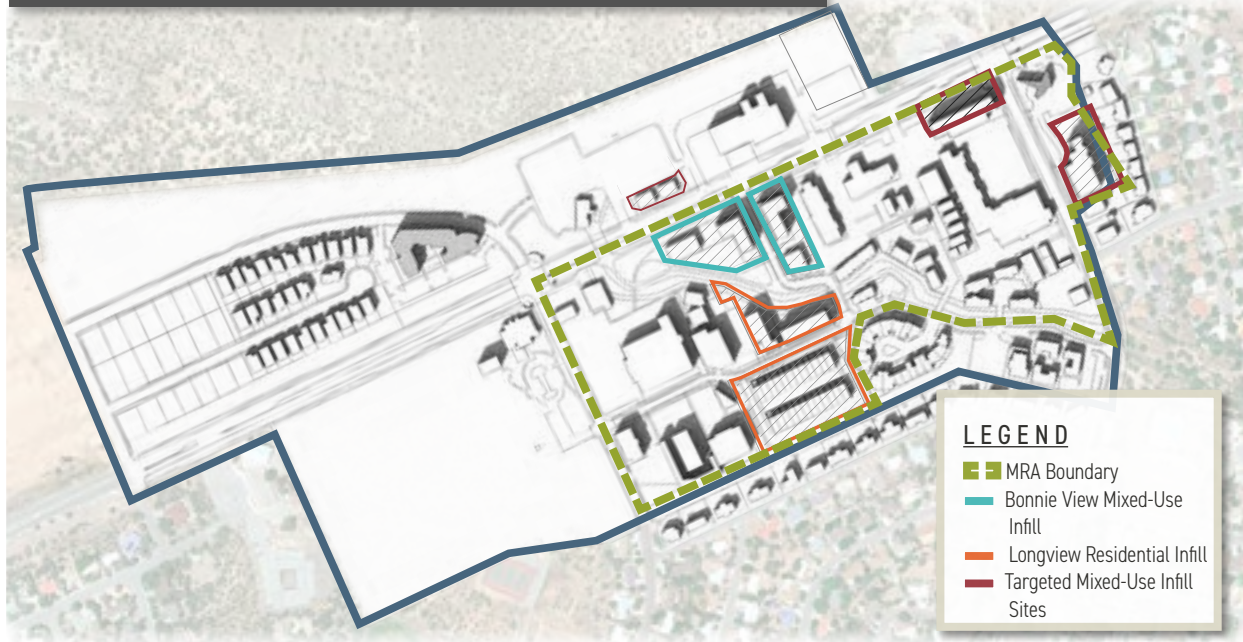 LEGEND
MRA Boundary
Bonnie View Mixed-Use
Infill
Longview Residential Infill
Targeted Mixed-Use Infill
Sites